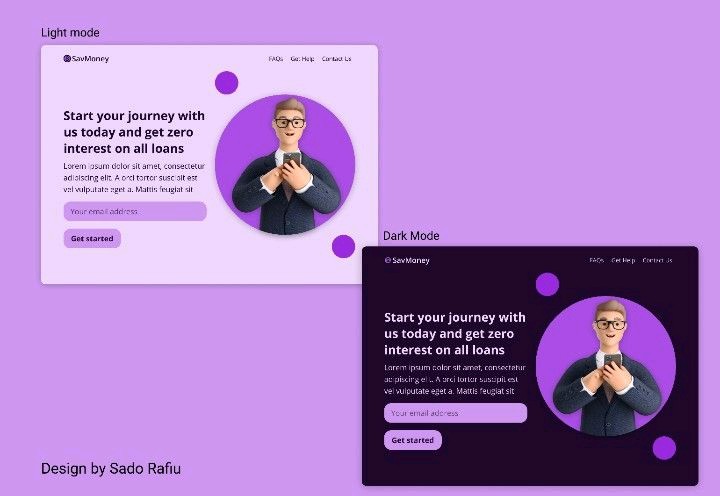 Light mode
SavMoney
FAQs Get Help Contact Us
Start your journey with
us today and get zero
interest on all loans
Lorem ipsum dolor sit amet, consectetur
adipiscing elit. A orci tortor suscipit est
vel vulputate eget a. Mattis feugiat sit
Your email address
Get started
Dark Mode
SavMoney
FAQs Get Help Contact Us
Start your journey with
us today and get zero
interest on all loans
Lorem ipsum dolor sit amet, consectetur
adipiscing elit. A orci tortor suscipit est
vel vulputate eget a. Mattis feugiat sit
Your email address
Get started
Design by Sado Rafiu